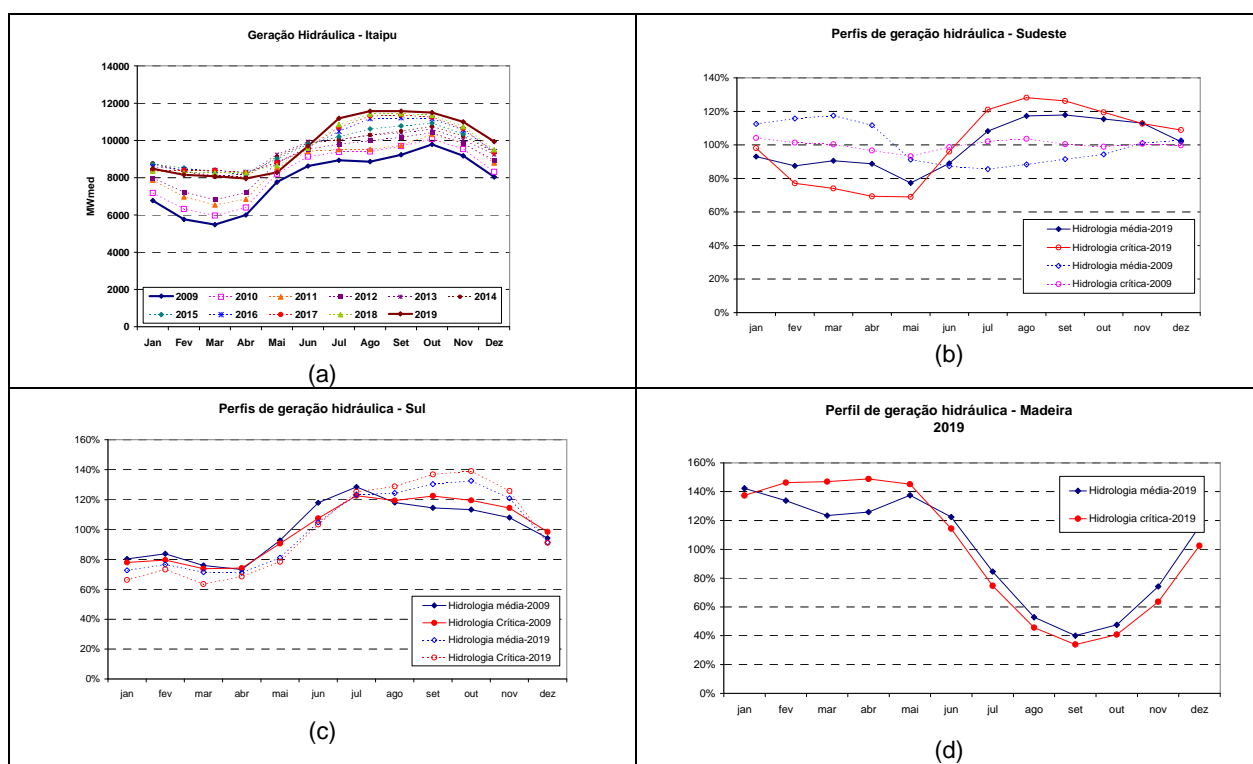 Geração Hidráulica - Itaipu
14000
12000
10000
8000
6000
4000
2000
0
MWmed
2009 2010 2011 2012 2013 2014
2015 2016 2017 2018 2019
Jan Fev Mar Abr Mai Jun Jul Ago Set Out Nov Dez
(a)
Perfis de geração hidráulica - Sudeste
140%
120%
100%
80%
60%
40%
20%
0%
Hidrologia média-2019
Hidrologia crítica-2019
Hidrologia média-2009
Hidrologia crítica-2009
jan fev mar abr mai jun jul ago set out nov dez
(b)
Perfis de geração hidráulica - Sul
160%
140%
120%
100%
80%
60%
40%
20%
0%
Hidrologia média-2009
Hidrologia Crítica-2009
Hidrologia média-2019
Hidrologia Crítica-2019
jan fev mar abr mai jun jul ago set out nov dez
(c)
Perfil de geração hidráulica - Madeira
2019
160%
140%
120%
100%
80%
60%
40%
20%
0%
Hidrologia média-2019
Hidrologia crítica-2019
jan fev mar abr mai jun jul ago set out nov dez
(d)